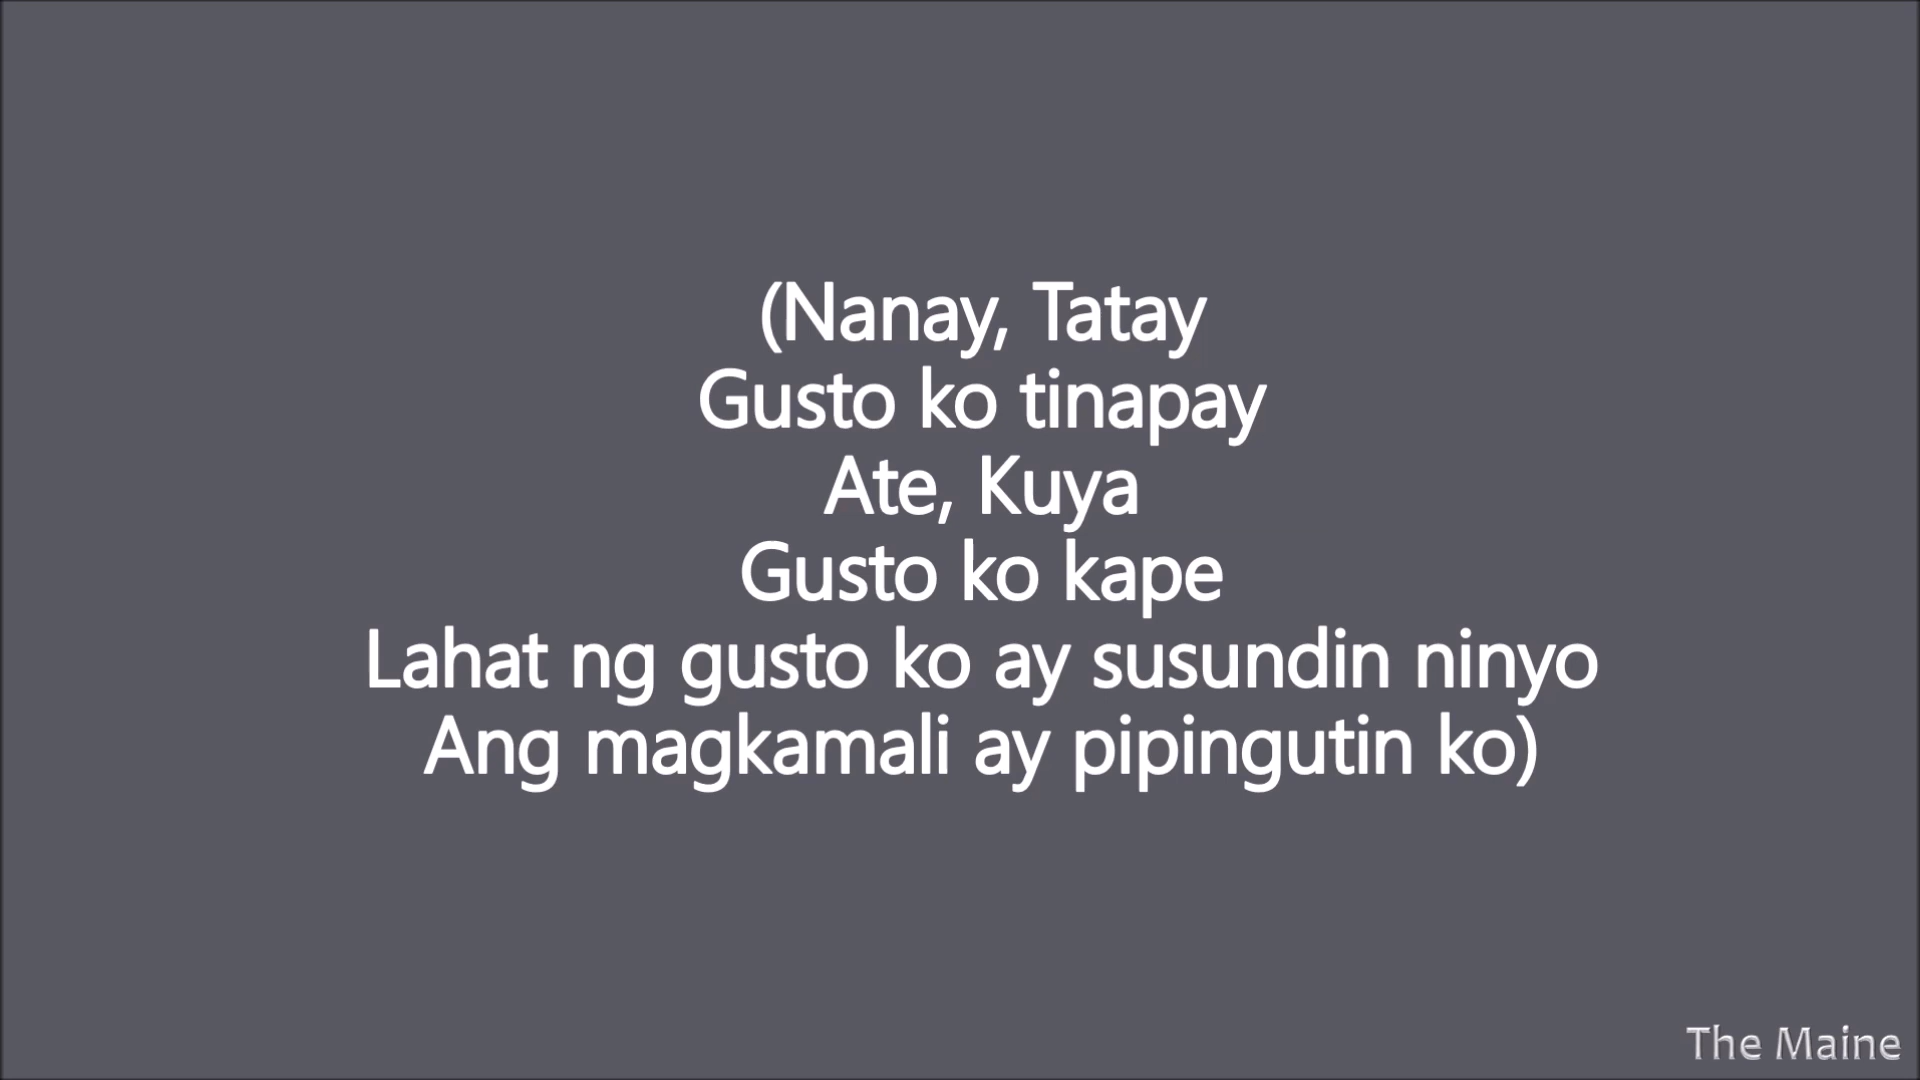 (Nanay, Tatay
Gusto ko tinapay
Ate, Kuya
Gusto ko kape
Lahat ng gusto ko ay susundin ninyo
Ang magkamali ay pipingutin ko)
The Maine